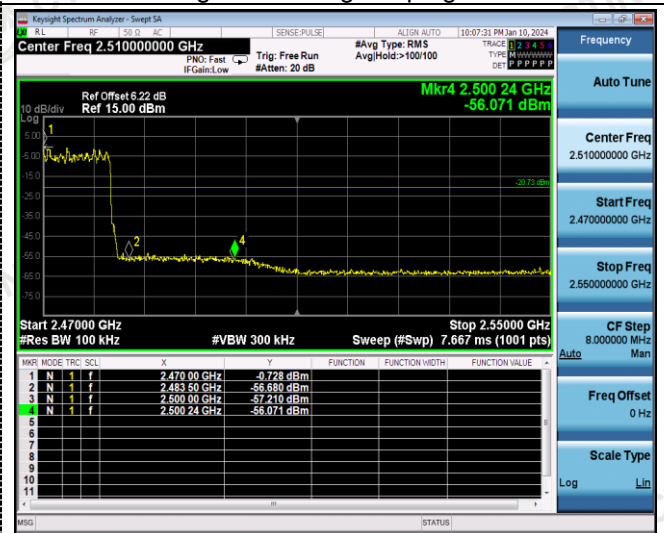 Keysight Spectrum Analyzer - Swept SA
RL RF 50 Ω AC SENSE:PULSE ALIGN AUTO 10:07:31 PM Jan 10, 2024
Center Freq 2.510000000 GHz
PNO: Fast
IFGain:Low
Trig: Free Run
#Atten: 20 dB
#Avg Type: RMS
Avg|Hold:>100/100
TRACE 1 2 3 4 5 6
TYPE M W W W W W
DET P P P P P P
Ref Offset 6.22 dB
Ref 15.00 dBm
10 dB/div
Log
Mkr4 2.500 24 GHz
-56.071 dBm
5.00
-5.00
-15.0
-25.0
-35.0
-45.0
-55.0
-65.0
-75.0
1
2
4
-20.73 dBm
Start 2.47000 GHz Stop 2.55000 GHz
#Res BW 100 kHz #VBW 300 kHz Sweep (#Swp) 7.667 ms (1001 pts)
MKR MODE TRC SCL X Y FUNCTION FUNCTION WIDTH FUNCTION VALUE
1 N 1 f 2.470 00 GHz -0.728 dBm
2 N 1 f 2.483 50 GHz -56.680 dBm
3 N 1 f 2.500 00 GHz -57.210 dBm
4 N 1 f 2.500 24 GHz -56.071 dBm
5
6
7
8
9
10
11
MSG STATUS
Frequency
Auto Tune
Center Freq
2.510000000 GHz
Start Freq
2.470000000 GHz
Stop Freq
2.550000000 GHz
CF Step
8.000000 MHz
Auto Man
Freq Offset
0 Hz
Scale Type
Log Lin